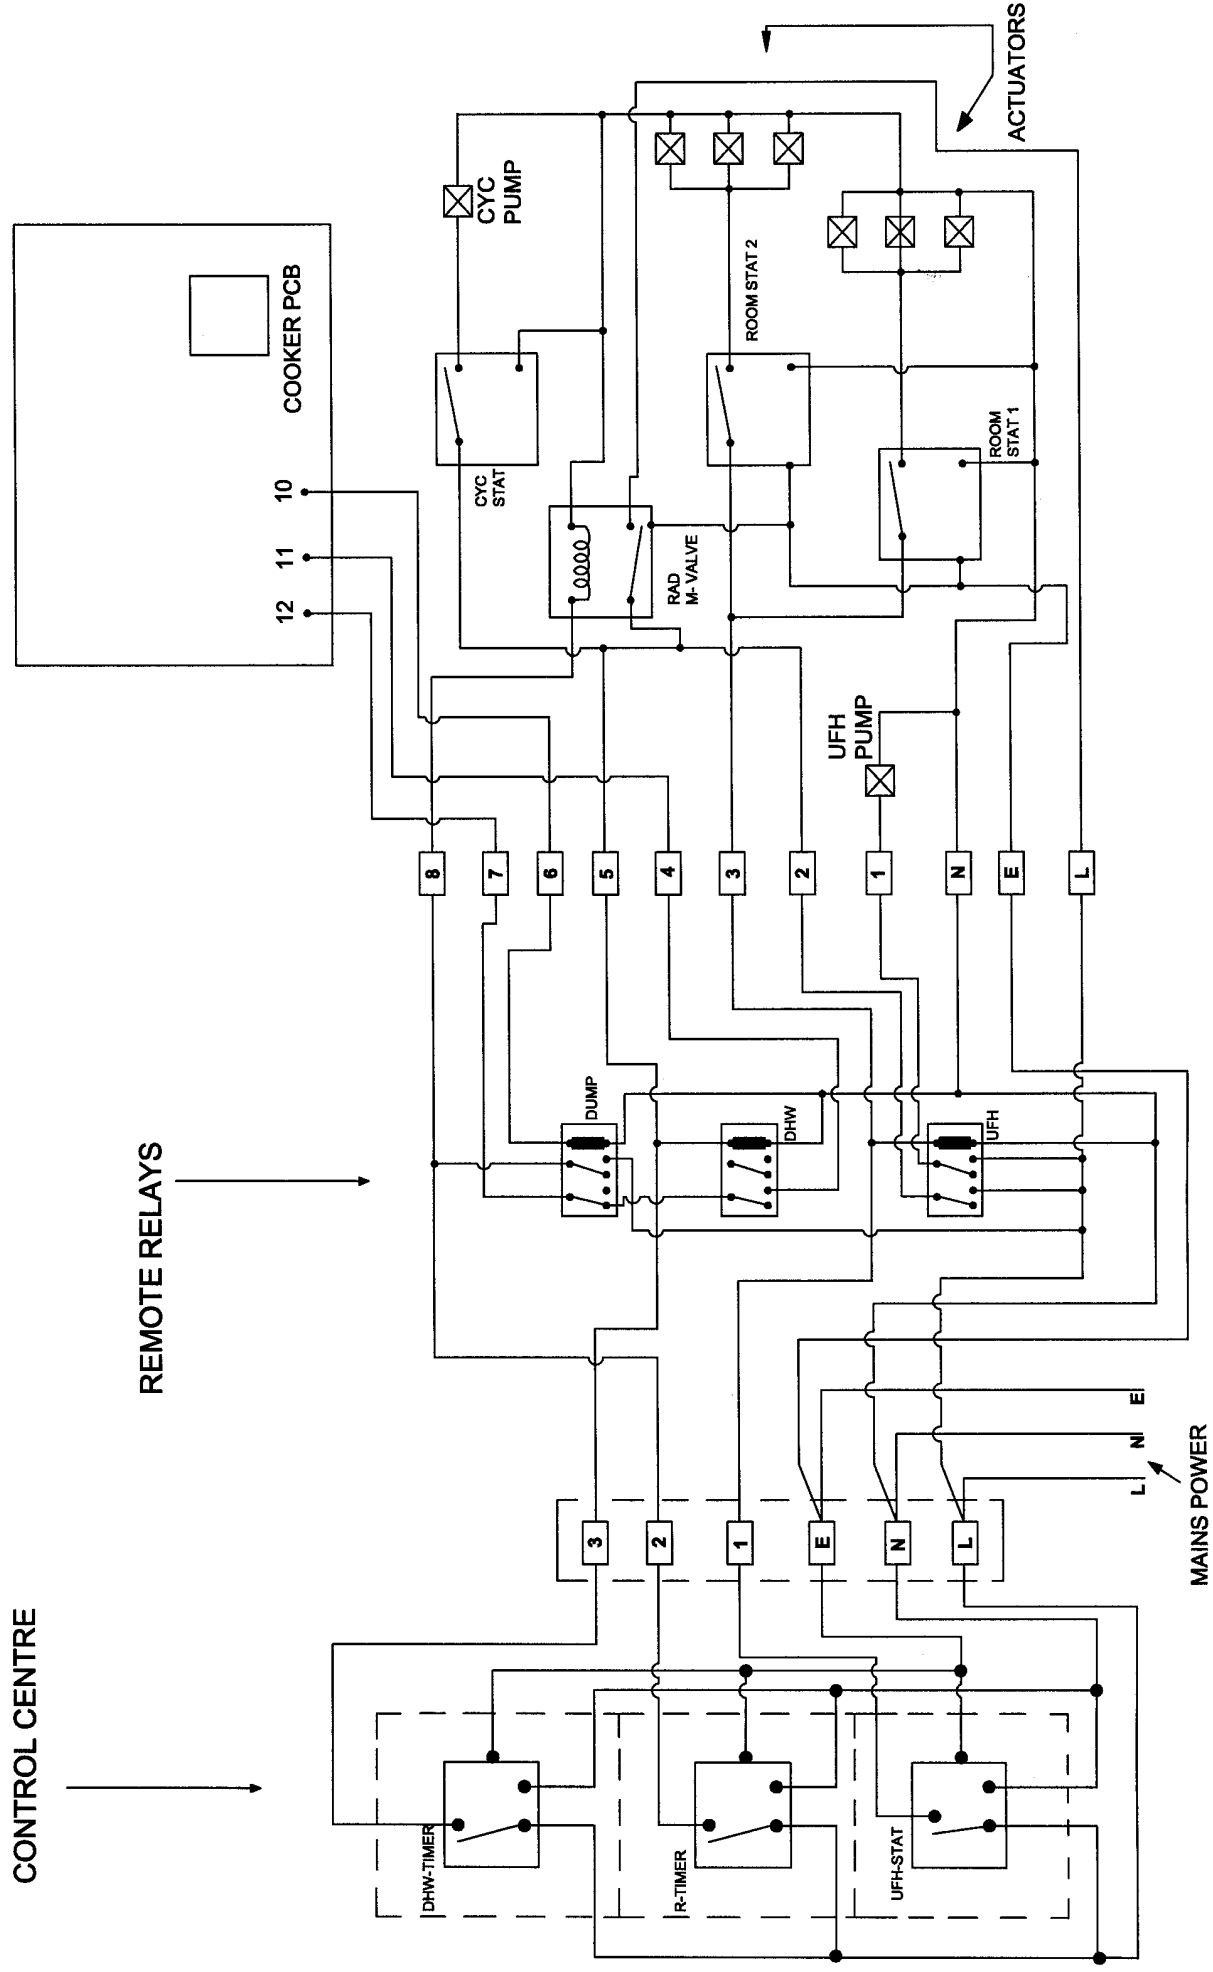 CONTROL CENTRE
REMOTE RELAYS
COOKER PCB
12
11
10
CYC
PUMP
CYC
STAT
RAD
M- VALVE
ROOM STAT 2
ROOM
STAT 1
ACTUATORS
UFH
PUMP
8
7
6
5
4
3
2
1
N
E
L
DUMP
DHW
UFH
3
2
1
E
N
L
DHW-TIMER
R-TIMER
UFH-STAT
L
N
E
MAINS POWER